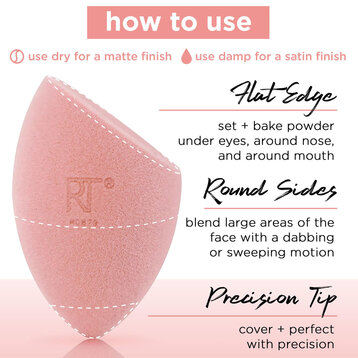 how to use
use dry for a matte finish
use damp for a satin finish
Flat Edge
set + bake powder
under eyes, around nose,
and around mouth
RT®
Round Sides
blend large areas of the
face with a dabbing
or sweeping motion
Precision Tip
cover + perfect
with precision